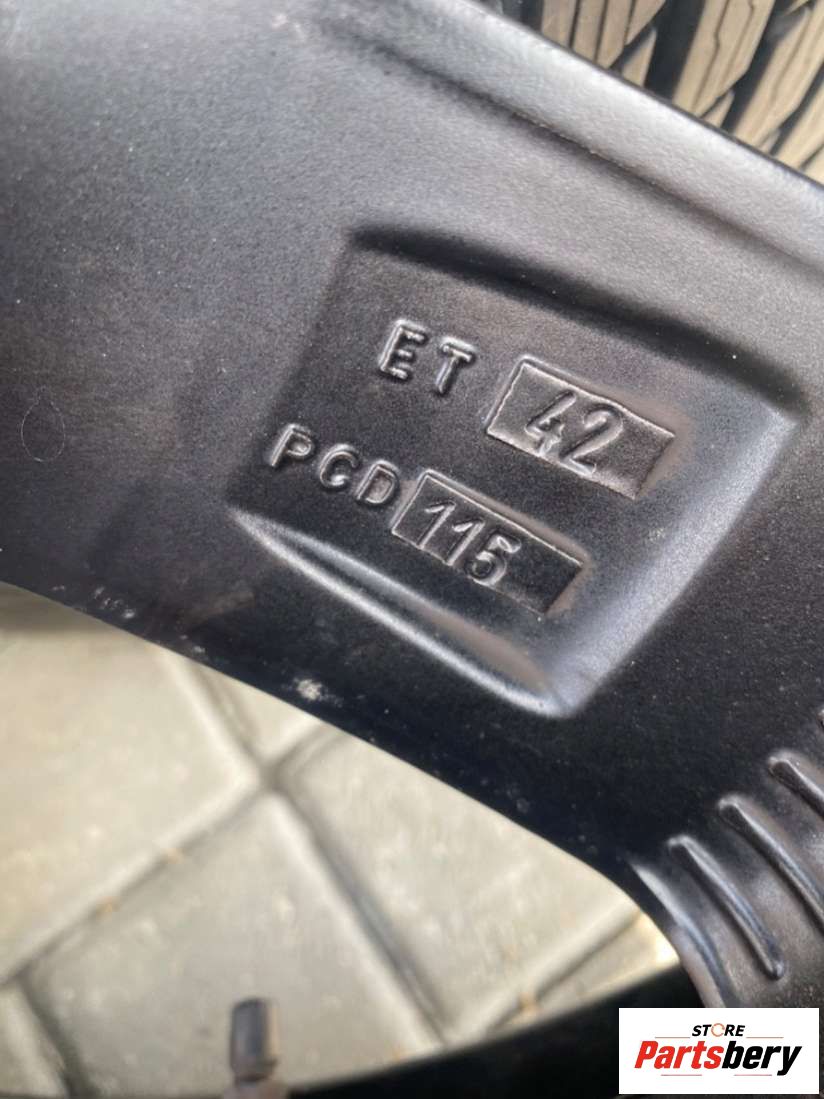 ET 42
PCD 115
STORE
Partsbery